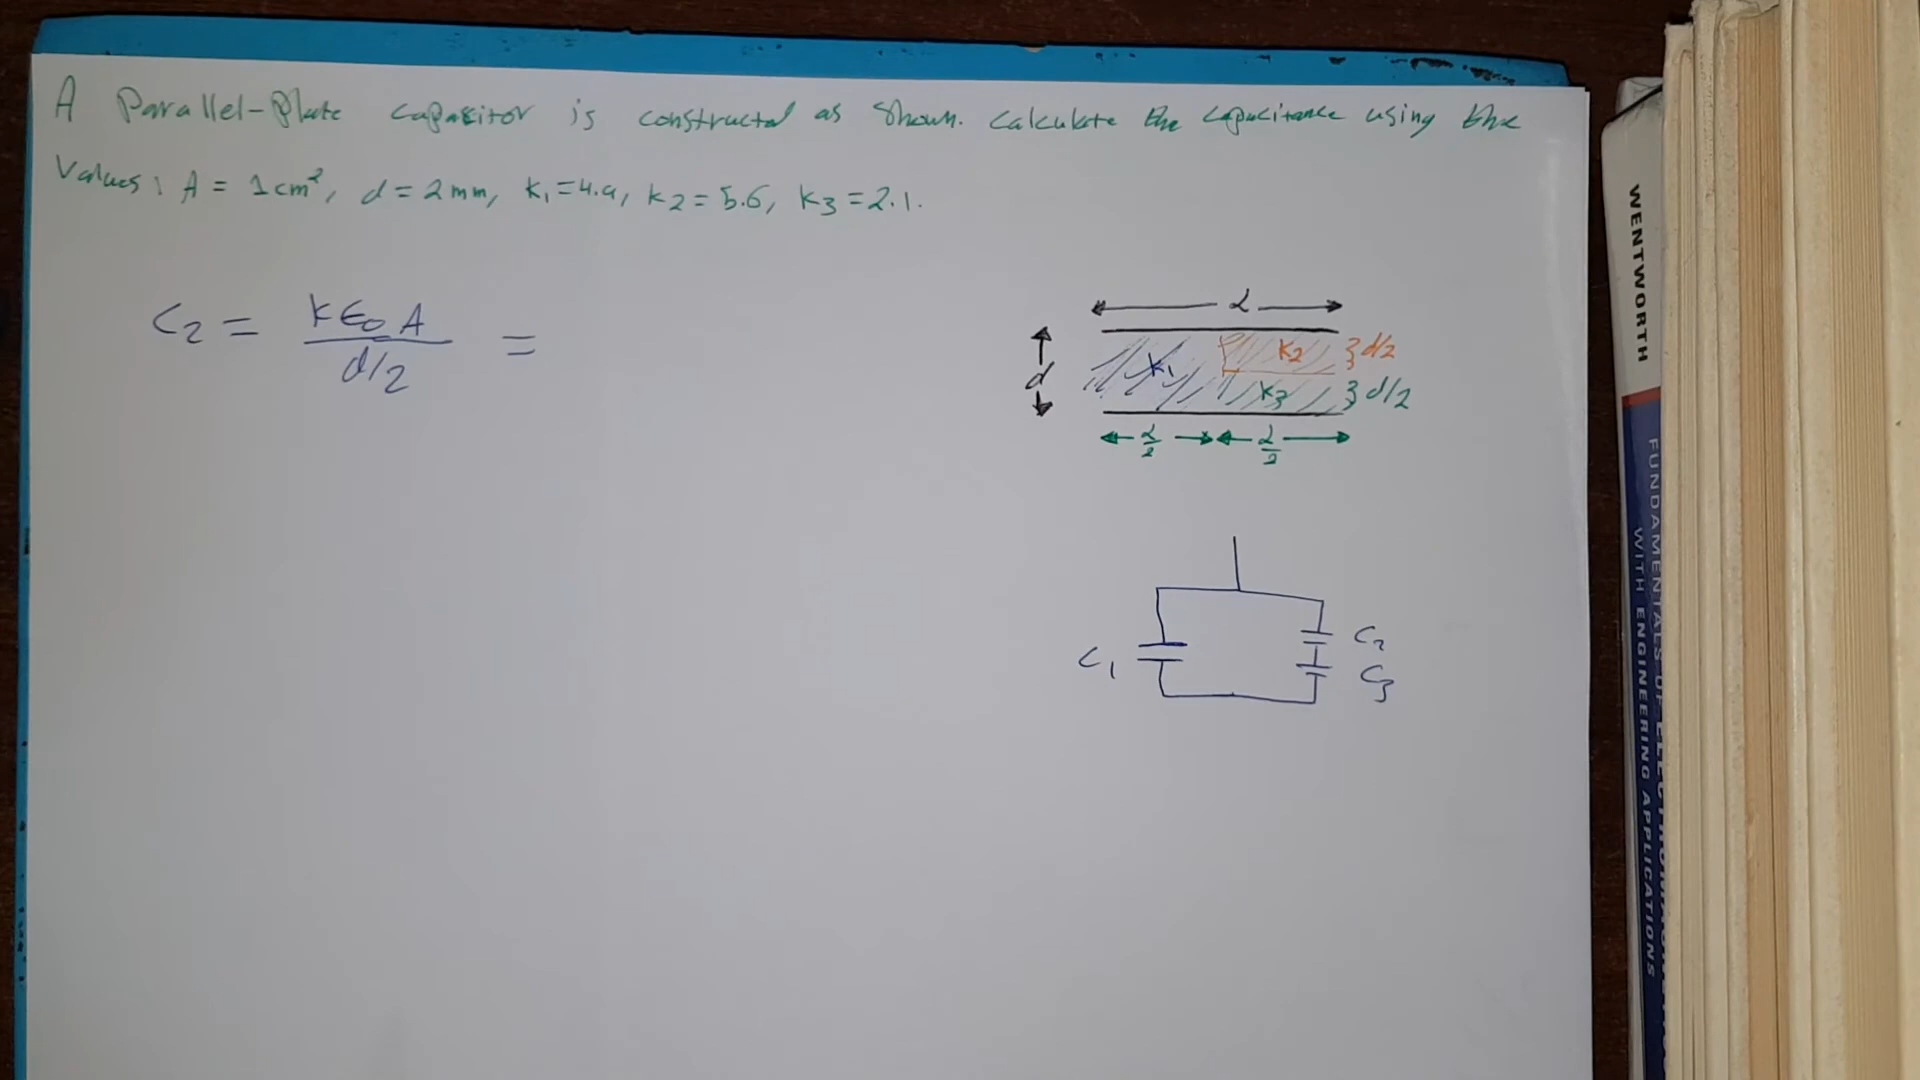 A Parallel-Plate capacitor is constructed as shown. Calculate the capacitance using the
Values: A = 1cm², d = 2mm, k₁=4.9, k₂=5.6, k₃=2.1.
C₂ = kϵ₀A / d/2 =
L
d
k₁
k₂
d/2
k₃
d/2
L/2
L/2
C₁
C₂
C₃
WENTWORTH
FUNDAMENTALS OF ELECTROMAGNETICS
WITH ENGINEERING APPLICATIONS